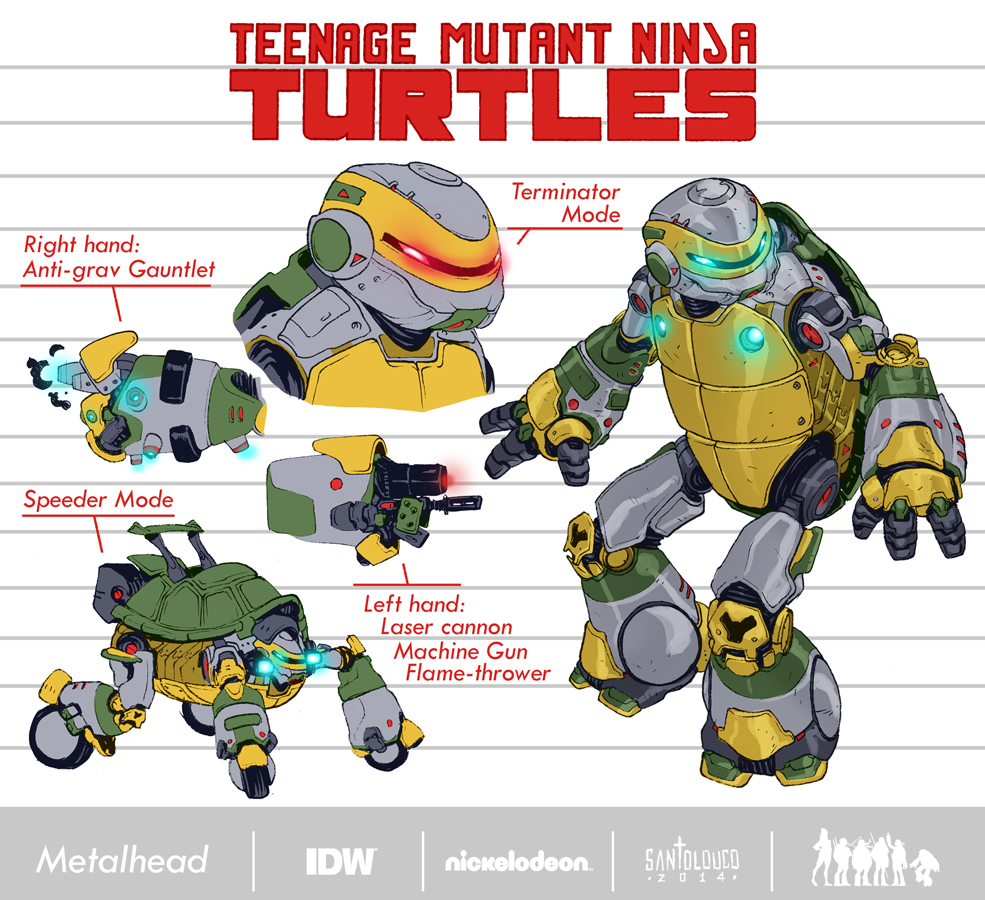 TEENAGE MUTANT NINJA
TURTLES
Terminator
Mode
Right hand:
Anti-grav Gauntlet
Speeder Mode
Left hand:
Laser cannon
Machine Gun
Flame-thrower
Metalhead
IDW
nickelodeon
SANTOLOUCO
·2014·